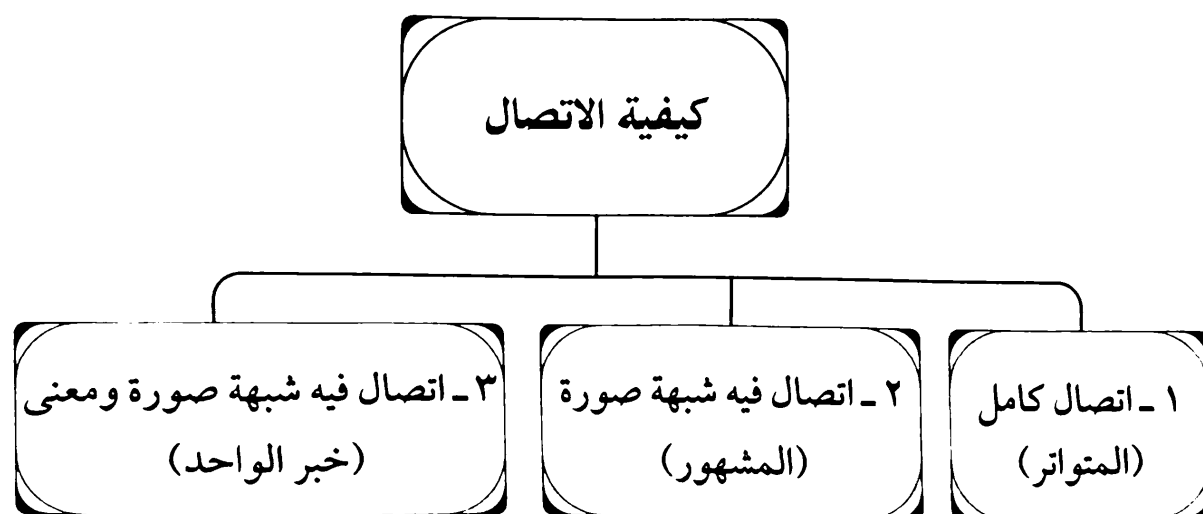 كيفية الاتصال
١ ـ اتصال كامل
(المتواتر)
٢ ـ اتصال فيه شبهة صورة
(المشهور)
٣ ـ اتصال فيه شبهة صورة ومعنى
(خبر الواحد)